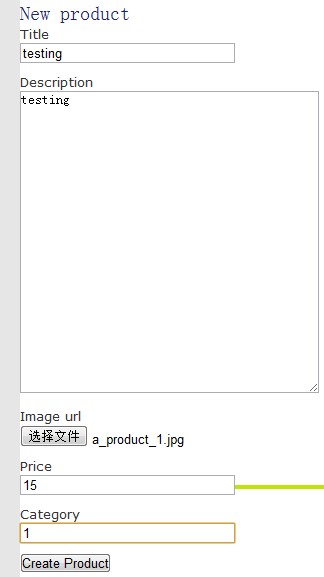 New product
Title
testing
Description
testing
Image url
选择文件 a_product_1.jpg
Price
15
Category
1
Create Product